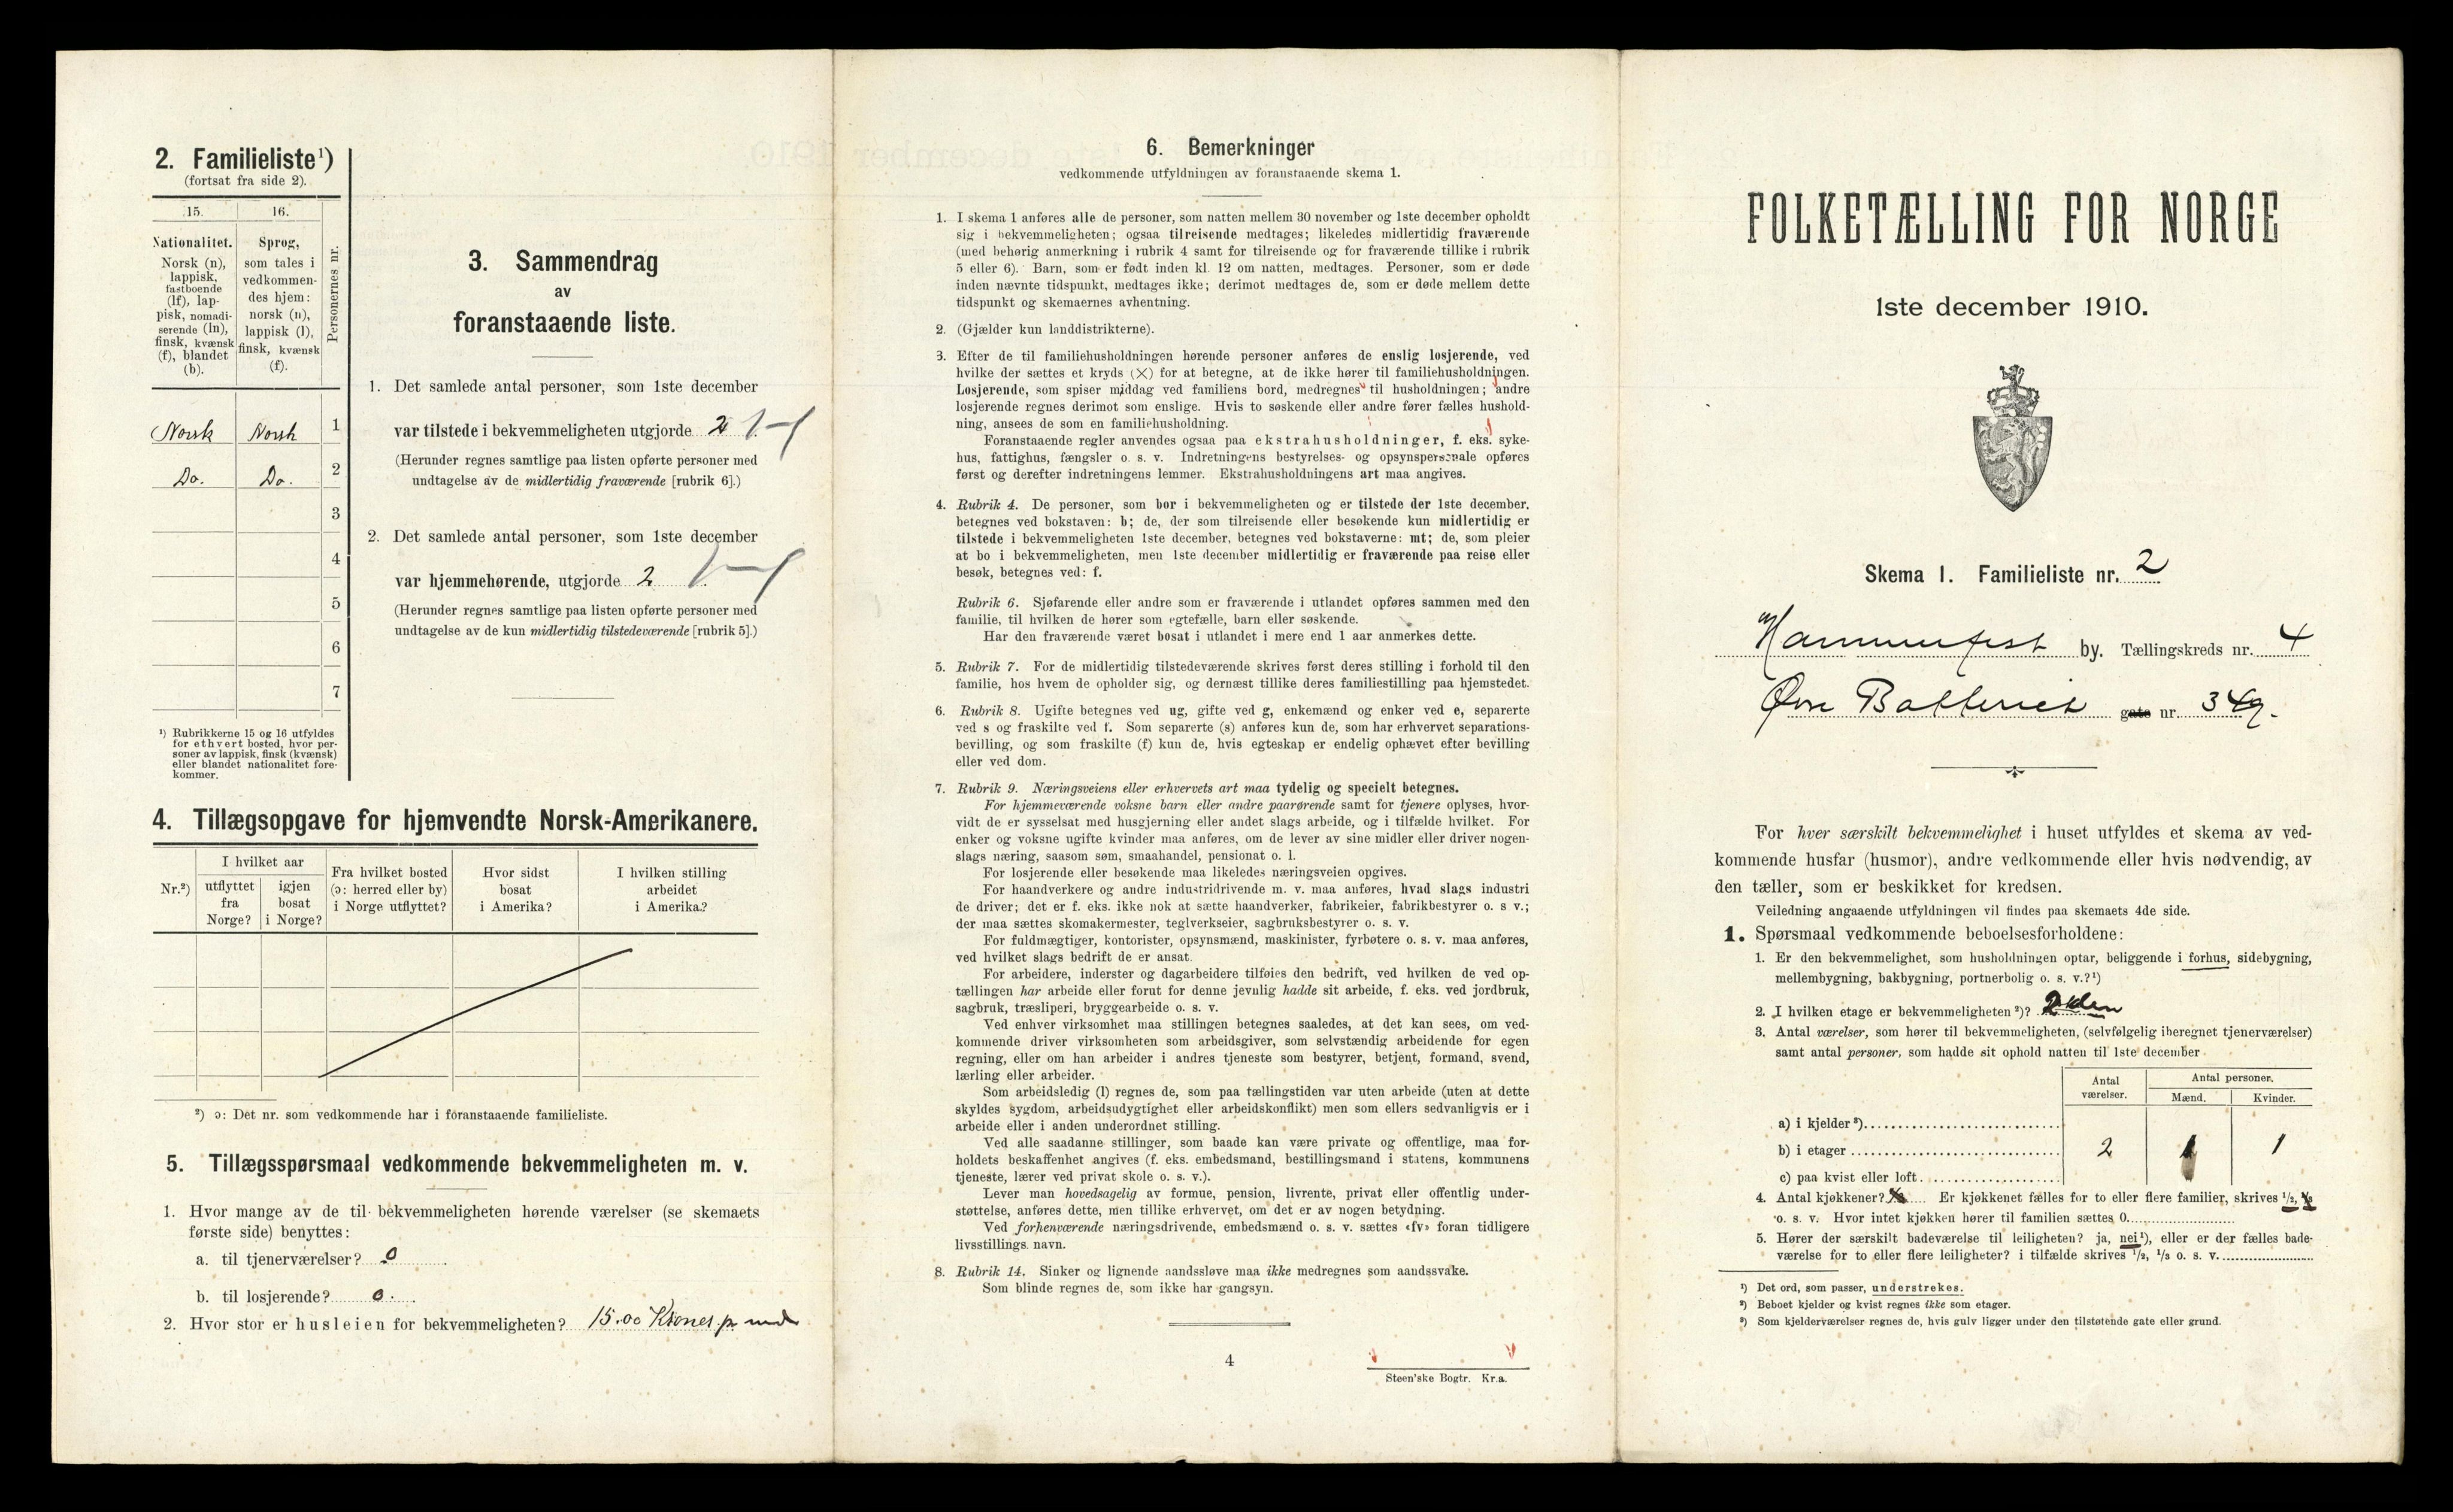 2. Familieliste¹)
(fortsat fra side 2).
15. 16.
Personernes nr.
Nationalitet.
Norsk (n),
lappisk,
fastboende
(lf), lap-
pisk, nomadi-
serende (ln),
finsk, kvænsk
(f), blandet
(b).
Sprog,
som tales i
vedkommen-
des hjem:
norsk (n),
lappisk (l),
finsk, kvænsk
(f).
Norsk Norsk 1
Do. Do. 2
3
4
5
6
7
¹) Rubrikkerne 15 og 16 utfyldes
for ethvert bosted, hvor per-
soner av lappisk, finsk (kvænsk)
eller blandet nationalitet fore-
kommer.
3. Sammendrag
av
foranstaaende liste.
1. Det samlede antal personer, som 1ste december
var tilstede i bekvemmeligheten utgjorde 2 1-1
(Herunder regnes samtlige paa listen opførte personer med
undtagelse av de midlertidig fraværende [rubrik 6].)
2. Det samlede antal personer, som 1ste december
var hjemmehørende, utgjorde 2 1-1
(Herunder regnes samtlige paa listen opførte personer med
undtagelse av de kun midlertidig tilstedeværende [rubrik 5].)
4. Tillægsopgave for hjemvendte Norsk-Amerikanere.
Nr.²)
I hvilket aar
utflyttet
fra
Norge?
igjen
bosat
i Norge?
Fra hvilket bosted
(ɔ: herred eller by)
i Norge utflyttet?
Hvor sidst
bosat
i Amerika?
I hvilken stilling
arbeidet
i Amerika?
²) ɔ: Det nr. som vedkommende har i foranstaaende familieliste.
5. Tillægsspørsmaal vedkommende bekvemmeligheten m. v.
1. Hvor mange av de til bekvemmeligheten hørende værelser (se skemaets
første side) benyttes:
a. til tjenerværelser? 0
b. til losjerende? 0.
2. Hvor stor er husleien for bekvemmeligheten? 15.00 Kroner pr md
6. Bemerkninger
vedkommende utfyldningen av foranstaaende skema 1.
1. I skema 1 anføres alle de personer, som natten mellem 30 november og 1ste december opholdt
sig i bekvemmeligheten; ogsaa tilreisende medtages; likeledes midlertidig fraværende
(med behørig anmerkning i rubrik 4 samt for tilreisende og for fraværende tillike i rubrik
5 eller 6). Barn, som er født inden kl. 12 om natten, medtages. Personer, som er døde
inden nævnte tidspunkt, medtages ikke; derimot medtages de, som er døde mellem dette
tidspunkt og skemaernes avhentning.
2. (Gjælder kun landdistrikterne).
3. Efter de til familiehusholdningen hørende personer anføres de enslig losjerende, ved
hvilke der sættes et kryds (×) for at betegne, at de ikke hører til familiehusholdningen.
Losjerende, som spiser middag ved familiens bord, medregnes til husholdningen; andre
losjerende regnes derimot som enslige. Hvis to søskende eller andre fører fælles hushold-
ning, ansees de som en familiehusholdning.
Foranstaaende regler anvendes ogsaa paa ekstrahusholdninger, f. eks. syke-
hus, fattighus, fængsler o. s. v. Indretningens bestyrelses- og opsynspersonale opføres
først og derefter indretningens lemmer. Ekstrahusholdningens art maa angives.
4. Rubrik 4. De personer, som bor i bekvemmeligheten og er tilstede der 1ste december,
betegnes ved bokstaven: b; de, der som tilreisende eller besøkende kun midlertidig er
tilstede i bekvemmeligheten 1ste december, betegnes ved bokstaverne: mt; de, som pleier
at bo i bekvemmeligheten, men 1ste december midlertidig er fraværende paa reise eller
besøk, betegnes ved: f.
Rubrik 6. Sjøfarende eller andre som er fraværende i utlandet opføres sammen med den
familie, til hvilken de hører som egtefælle, barn eller søskende.
Har den fraværende været bosat i utlandet i mere end 1 aar anmerkes dette.
5. Rubrik 7. For de midlertidig tilstedeværende skrives først deres stilling i forhold til den
familie, hos hvem de opholder sig, og dernæst tillike deres familiestilling paa hjemstedet.
6. Rubrik 8. Ugifte betegnes ved ug, gifte ved g, enkemænd og enker ved e, separerte
ved s og fraskilte ved f. Som separerte (s) anføres kun de, som har erhvervet separations-
bevilling, og som fraskilte (f) kun de, hvis egteskap er endelig ophævet efter bevilling
eller ved dom.
7. Rubrik 9. Næringsveiens eller erhvervets art maa tydelig og specielt betegnes.
For hjemmeværende voksne barn eller andre paarørende samt for tjenere oplyses, hvor-
vidt de er sysselsat med husgjerning eller andet slags arbeide, og i tilfælde hvilket. For
enker og voksne ugifte kvinder maa anføres, om de lever av sine midler eller driver nogen-
slags næring, saasom søm, smaahandel, pensionat o. l.
For losjerende eller besøkende maa likeledes næringsveien opgives.
For haandverkere og andre industridrivende m. v. maa anføres, hvad slags industri
de driver; det er f. eks. ikke nok at sætte haandverker, fabrikeier, fabrikbestyrer o. s v.;
der maa sættes skomakermester, teglverkseier, sagbruksbestyrer o. s. v.
For fuldmægtiger, kontorister, opsynsmænd, maskinister, fyrbøtere o. s. v. maa anføres,
ved hvilket slags bedrift de er ansat.
For arbeidere, inderster og dagarbeidere tilføies den bedrift, ved hvilken de ved op-
tællingen har arbeide eller forut for denne jevnlig hadde sit arbeide, f. eks. ved jordbruk,
sagbruk, træsliperi, bryggearbeide o. s. v.
Ved enhver virksomhet maa stillingen betegnes saaledes, at det kan sees, om ved-
kommende driver virksomheten som arbeidsgiver, som selvstændig arbeidende for egen
regning, eller om han arbeider i andres tjeneste som bestyrer, betjent, formand, svend,
lærling eller arbeider.
Som arbeidsledig (l) regnes de, som paa tællingstiden var uten arbeide (uten at dette
skyldes sygdom, arbeidsudygtighet eller arbeidskonflikt) men som ellers sedvanligvis er i
arbeide eller i anden underordnet stilling.
Ved alle saadanne stillinger, som baade kan være private og offentlige, maa for-
holdets beskaffenhet angives (f. eks. embedsmand, bestillingsmand i statens, kommunens
tjeneste, lærer ved privat skole o. s. v.).
Lever man hovedsagelig av formue, pension, livrente, privat eller offentlig under-
støttelse, anføres dette, men tillike erhvervet, om det er av nogen betydning.
Ved forhenværende næringsdrivende, embedsmænd o. s. v. sættes «fv» foran tidligere
livsstillings navn.
8. Rubrik 14. Sinker og lignende aandssløve maa ikke medregnes som aandssvake.
Som blinde regnes de, som ikke har gangsyn.
4
Steen'ske Bogtr. Kr.a.
FOLKETÆLLING FOR NORGE
1ste december 1910.
Skema 1. Familieliste nr. 2
Hammerfest by. Tællingskreds nr. 4
Øvre Batteriet gate nr. 34
For hver særskilt bekvemmelighet i huset utfyldes et skema av ved-
kommende husfar (husmor), andre vedkommende eller hvis nødvendig, av
den tæller, som er beskikket for kredsen.
Veiledning angaaende utfyldningen vil findes paa skemaets 4de side.
1. Spørsmaal vedkommende beboelsesforholdene:
1. Er den bekvemmelighet, som husholdningen optar, beliggende i forhus, sidebygning,
mellembygning, bakbygning, portnerbolig o. s. v.?¹)
2. I hvilken etage er bekvemmeligheten²)? 2den
3. Antal værelser, som hører til bekvemmeligheten, (selvfølgelig iberegnet tjenerværelser)
samt antal personer, som hadde sit ophold natten til 1ste december
Antal
værelser.
Antal personer.
Mænd. Kvinder.
a) i kjelder³)
b) i etager 2 1 1
c) paa kvist eller loft
4. Antal kjøkkener? Er kjøkkenet fælles for to eller flere familier, skrives 1/2, 1/3
o. s. v. Hvor intet kjøkken hører til familien sættes 0.
5. Hører der særskilt badeværelse til leiligheten? ja, nei¹), eller er der fælles bade-
værelse for to eller flere leiligheter? i tilfælde skrives 1/2, 1/3 o. s. v.
¹) Det ord, som passer, understrekes.
²) Beboet kjelder og kvist regnes ikke som etager.
³) Som kjelderværelser regnes de, hvis gulv ligger under den tilstøtende gate eller grund.